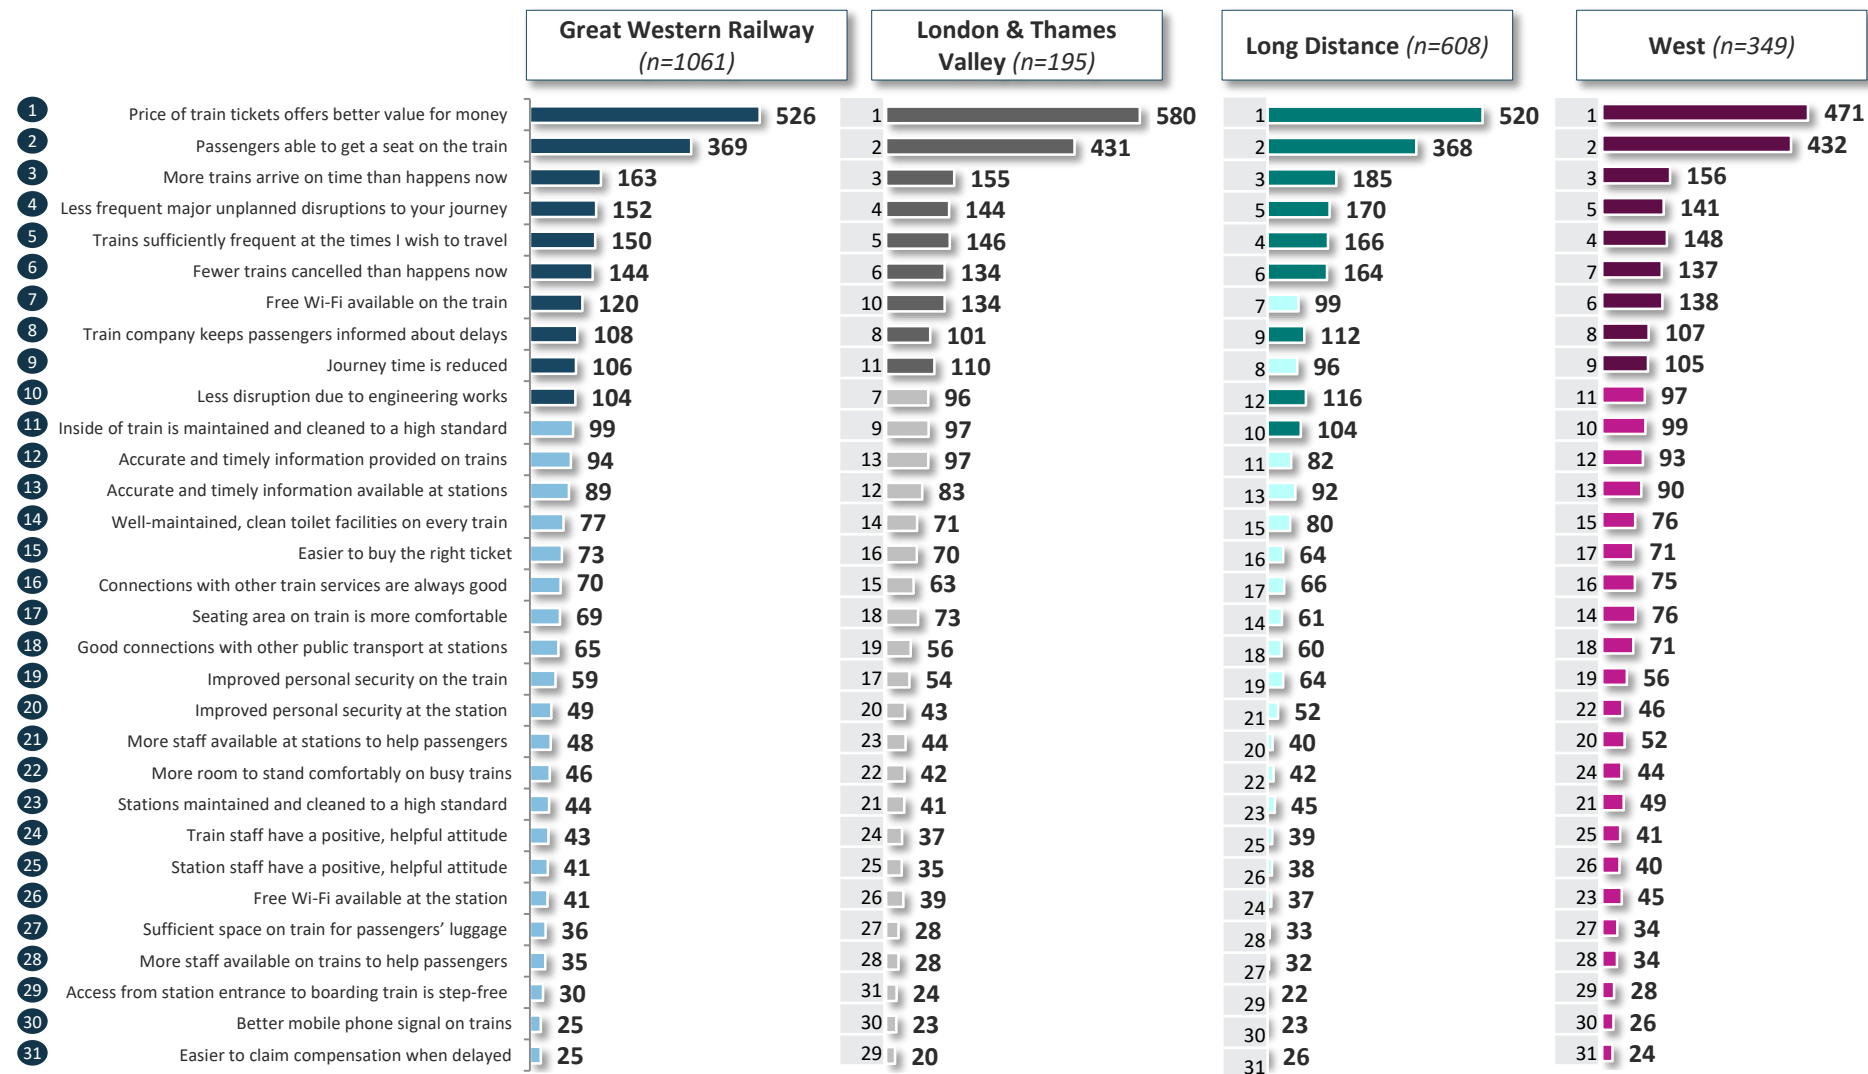 Great Western Railway (n=1061)
London & Thames Valley (n=195)
Long Distance (n=608)
West (n=349)
1 Price of train tickets offers better value for money 526 1 580 1 520 1 471
2 Passengers able to get a seat on the train 369 2 431 2 368 2 432
3 More trains arrive on time than happens now 163 3 155 3 185 3 156
4 Less frequent major unplanned disruptions to your journey 152 4 144 5 170 5 141
5 Trains sufficiently frequent at the times I wish to travel 150 5 146 4 166 4 148
6 Fewer trains cancelled than happens now 144 6 134 6 164 7 137
7 Free Wi-Fi available on the train 120 10 134 7 99 6 138
8 Train company keeps passengers informed about delays 108 8 101 9 112 8 107
9 Journey time is reduced 106 11 110 8 96 9 105
10 Less disruption due to engineering works 104 7 96 12 116 11 97
11 Inside of train is maintained and cleaned to a high standard 99 9 97 10 104 10 99
12 Accurate and timely information provided on trains 94 13 97 11 82 12 93
13 Accurate and timely information available at stations 89 12 83 13 92 13 90
14 Well-maintained, clean toilet facilities on every train 77 14 71 15 80 15 76
15 Easier to buy the right ticket 73 16 70 16 64 17 71
16 Connections with other train services are always good 70 15 63 17 66 16 75
17 Seating area on train is more comfortable 69 18 73 14 61 14 76
18 Good connections with other public transport at stations 65 19 56 18 60 18 71
19 Improved personal security on the train 59 17 54 19 64 19 56
20 Improved personal security at the station 49 20 43 21 52 22 46
21 More staff available at stations to help passengers 48 23 44 20 40 20 52
22 More room to stand comfortably on busy trains 46 22 42 22 42 24 44
23 Stations maintained and cleaned to a high standard 44 21 41 23 45 21 49
24 Train staff have a positive, helpful attitude 43 24 37 25 39 25 41
25 Station staff have a positive, helpful attitude 41 25 35 26 38 26 40
26 Free Wi-Fi available at the station 41 26 39 24 37 23 45
27 Sufficient space on train for passengers’ luggage 36 27 28 28 33 27 34
28 More staff available on trains to help passengers 35 28 28 27 32 28 34
29 Access from station entrance to boarding train is step-free 30 31 24 29 22 29 28
30 Better mobile phone signal on trains 25 30 23 30 23 30 26
31 Easier to claim compensation when delayed 25 29 20 31 26 31 24